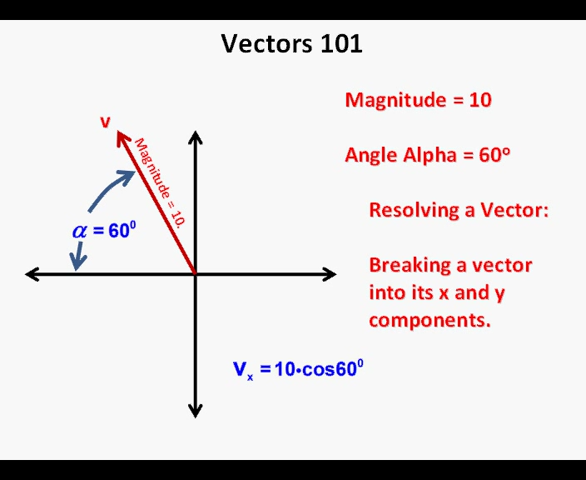 Vectors 101
Magnitude = 10
v
Magnitude = 10.
Angle Alpha = 60°
Resolving a Vector:
α = 60⁰
Breaking a vector
into its x and y
components.
Vₓ = 10•cos60⁰